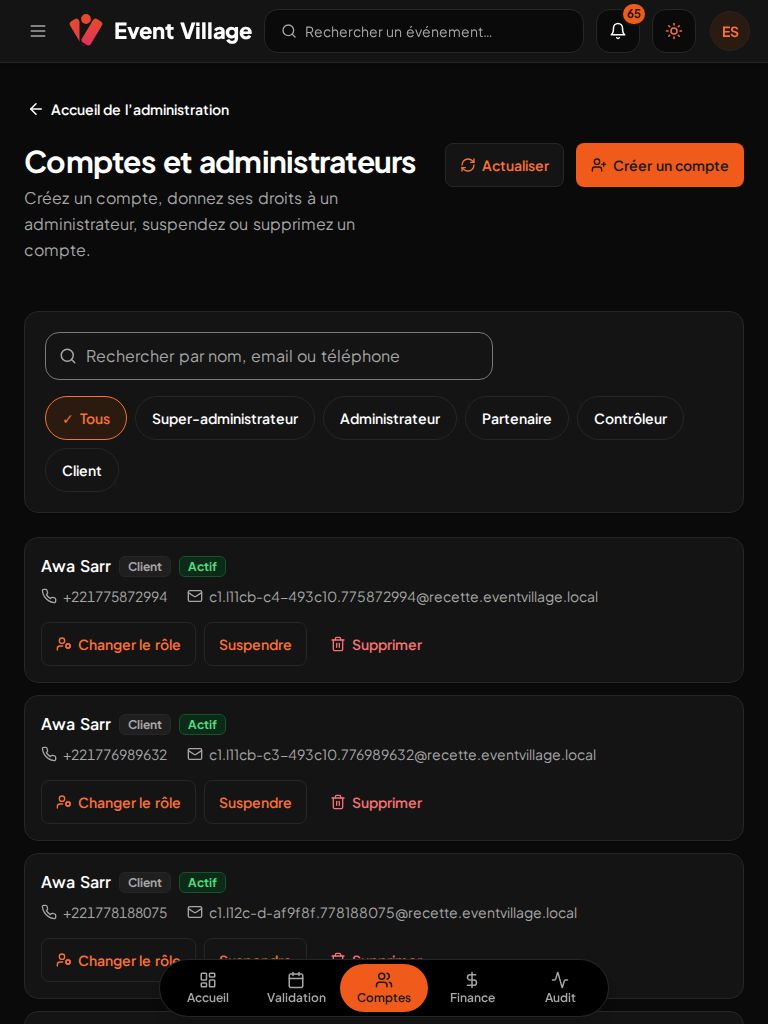 Event Village
Rechercher un événement…
65
ES
Accueil de l’administration
Comptes et administrateurs
Actualiser
Créer un compte
Créez un compte, donnez ses droits à un
administrateur, suspendez ou supprimez un
compte.
Rechercher par nom, email ou téléphone
✓ Tous
Super-administrateur
Administrateur
Partenaire
Contrôleur
Client
Awa Sarr Client Actif
+221775872994 c1.l11cb-c4-493c10.775872994@recette.eventvillage.local
Changer le rôle Suspendre Supprimer
Awa Sarr Client Actif
+221776989632 c1.l11cb-c3-493c10.776989632@recette.eventvillage.local
Changer le rôle Suspendre Supprimer
Awa Sarr Client Actif
+221778188075 c1.l12c-d-af9f8f.778188075@recette.eventvillage.local
Changer le rôle Suspendre Supprimer
Accueil Validation Comptes Finance Audit